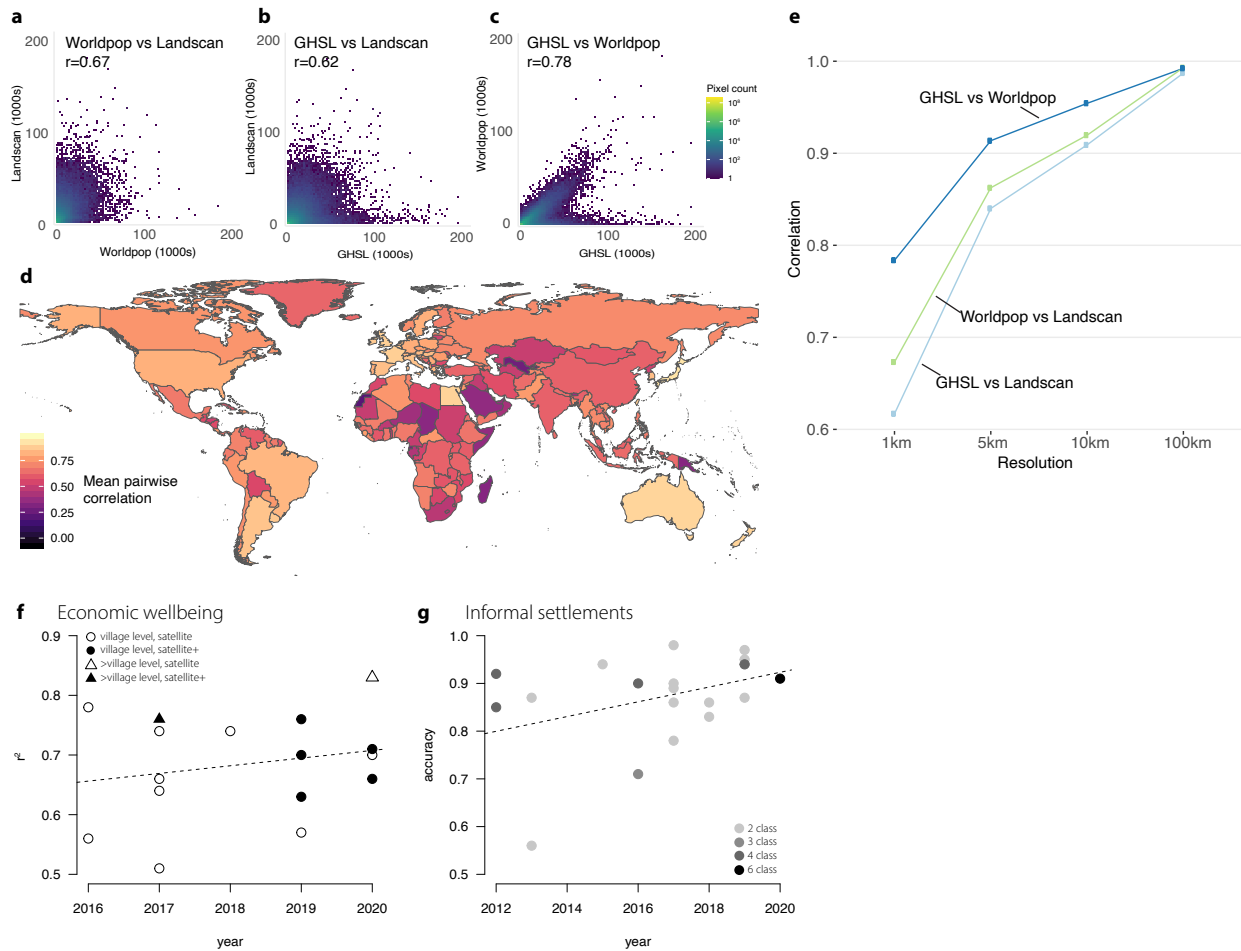 a
200
Worldpop vs Landscan
r=0.67
Landscan (1000s)
100
0
0
100
200
Worldpop (1000s)
b
200
GHSL vs Landscan
r=0.62
Landscan (1000s)
100
0
0
100
200
GHSL (1000s)
c
200
GHSL vs Worldpop
r=0.78
Worldpop (1000s)
100
0
0
100
200
GHSL (1000s)
Pixel count
10⁸
10⁶
10⁴
10²
1
d
0.75
0.50
0.25
0.00
Mean pairwise
correlation
e
1.0
0.9
0.8
0.7
0.6
Correlation
GHSL vs Worldpop
Worldpop vs Landscan
GHSL vs Landscan
1km
5km
10km
100km
Resolution
f Economic wellbeing
0.9
0.8
0.7
0.6
0.5
r²
village level, satellite
village level, satellite+
>village level, satellite
>village level, satellite+
2016
2017
2018
2019
2020
year
g Informal settlements
1.0
0.9
0.8
0.7
0.6
0.5
accuracy
2 class
3 class
4 class
6 class
2012
2014
2016
2018
2020
year